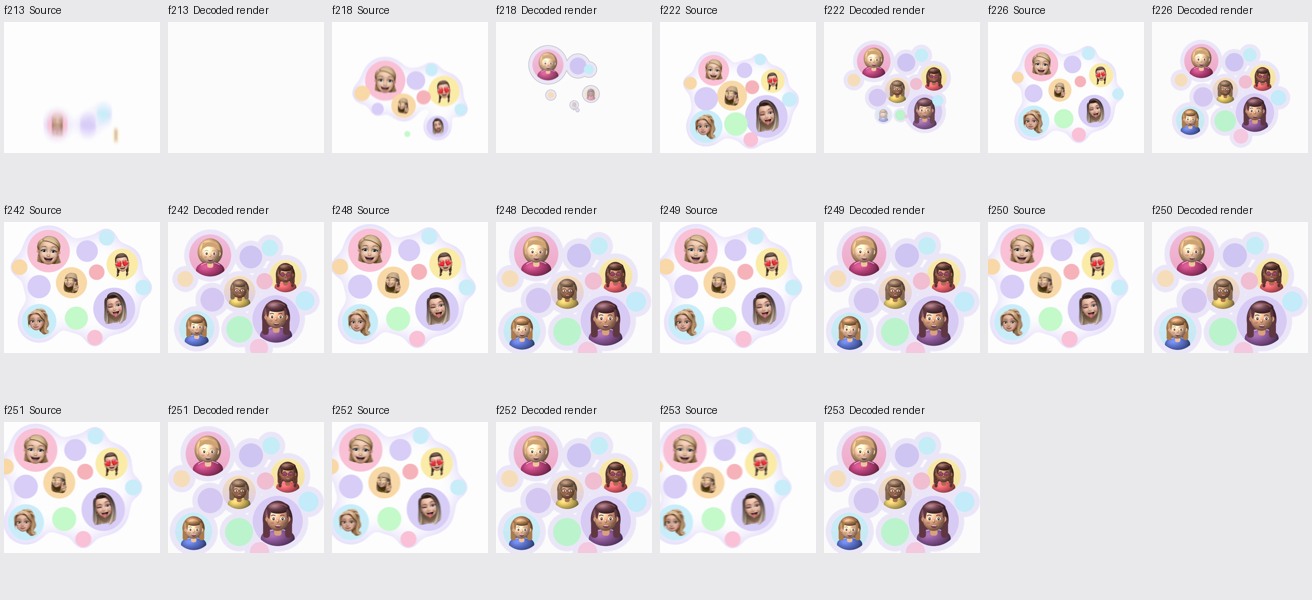 f213 Source
f213 Decoded render
f218 Source
f218 Decoded render
f222 Source
f222 Decoded render
f226 Source
f226 Decoded render
f242 Source
f242 Decoded render
f248 Source
f248 Decoded render
f249 Source
f249 Decoded render
f250 Source
f250 Decoded render
f251 Source
f251 Decoded render
f252 Source
f252 Decoded render
f253 Source
f253 Decoded render